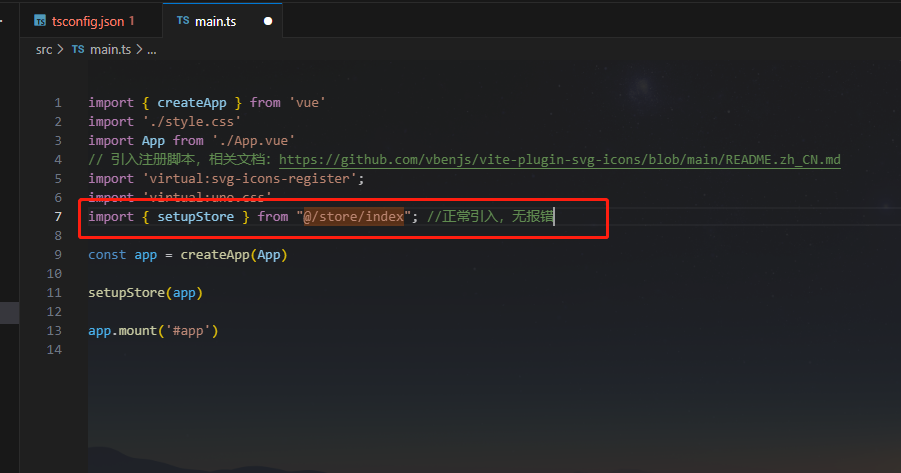 tsconfig.json 1
TS main.ts
src > TS main.ts > ...
1 import { createApp } from 'vue'
2 import './style.css'
3 import App from './App.vue'
4 // 引入注册脚本，相关文档：https://github.com/vbenjs/vite-plugin-svg-icons/blob/main/README.zh_CN.md
5 import 'virtual:svg-icons-register';
6 import 'virtual:uno.css'
7 import { setupStore } from "@/store/index"; //正常引入，无报错
8
9 const app = createApp(App)
10
11 setupStore(app)
12
13 app.mount('#app')
14